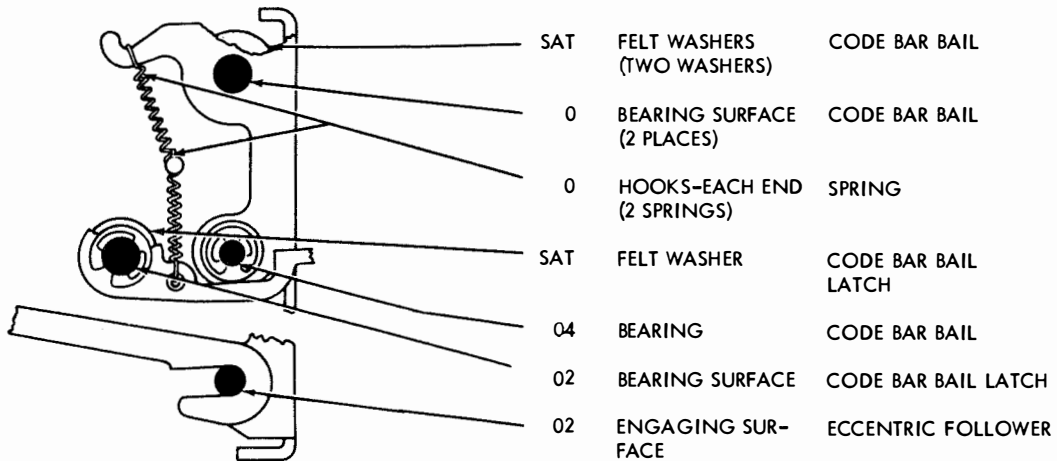 SAT FELT WASHERS CODE BAR BAIL
(TWO WASHERS)
0 BEARING SURFACE CODE BAR BAIL
(2 PLACES)
0 HOOKS-EACH END SPRING
(2 SPRINGS)
SAT FELT WASHER CODE BAR BAIL
LATCH
04 BEARING CODE BAR BAIL
02 BEARING SURFACE CODE BAR BAIL LATCH
02 ENGAGING SUR- ECCENTRIC FOLLOWER
FACE